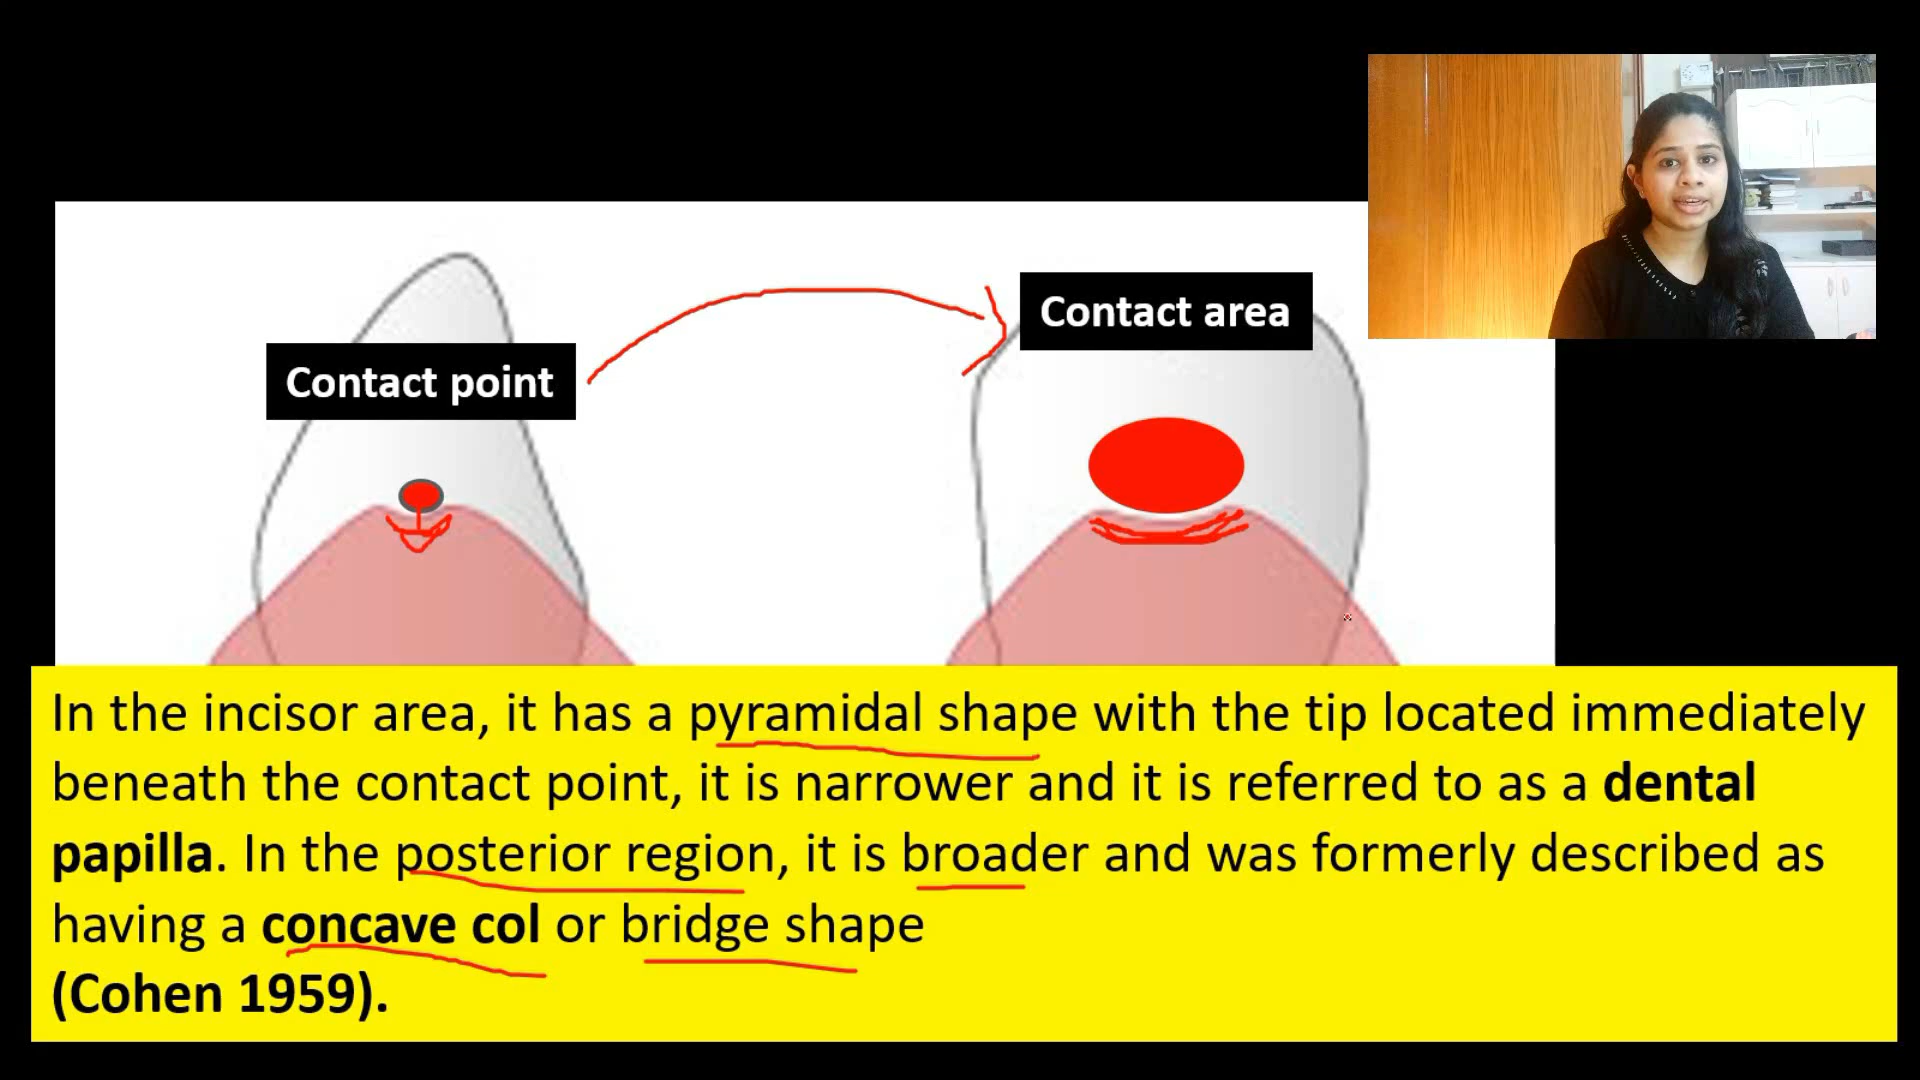 Contact point
Contact area
In the incisor area, it has a pyramidal shape with the tip located immediately
beneath the contact point, it is narrower and it is referred to as a dental
papilla. In the posterior region, it is broader and was formerly described as
having a concave col or bridge shape
(Cohen 1959).